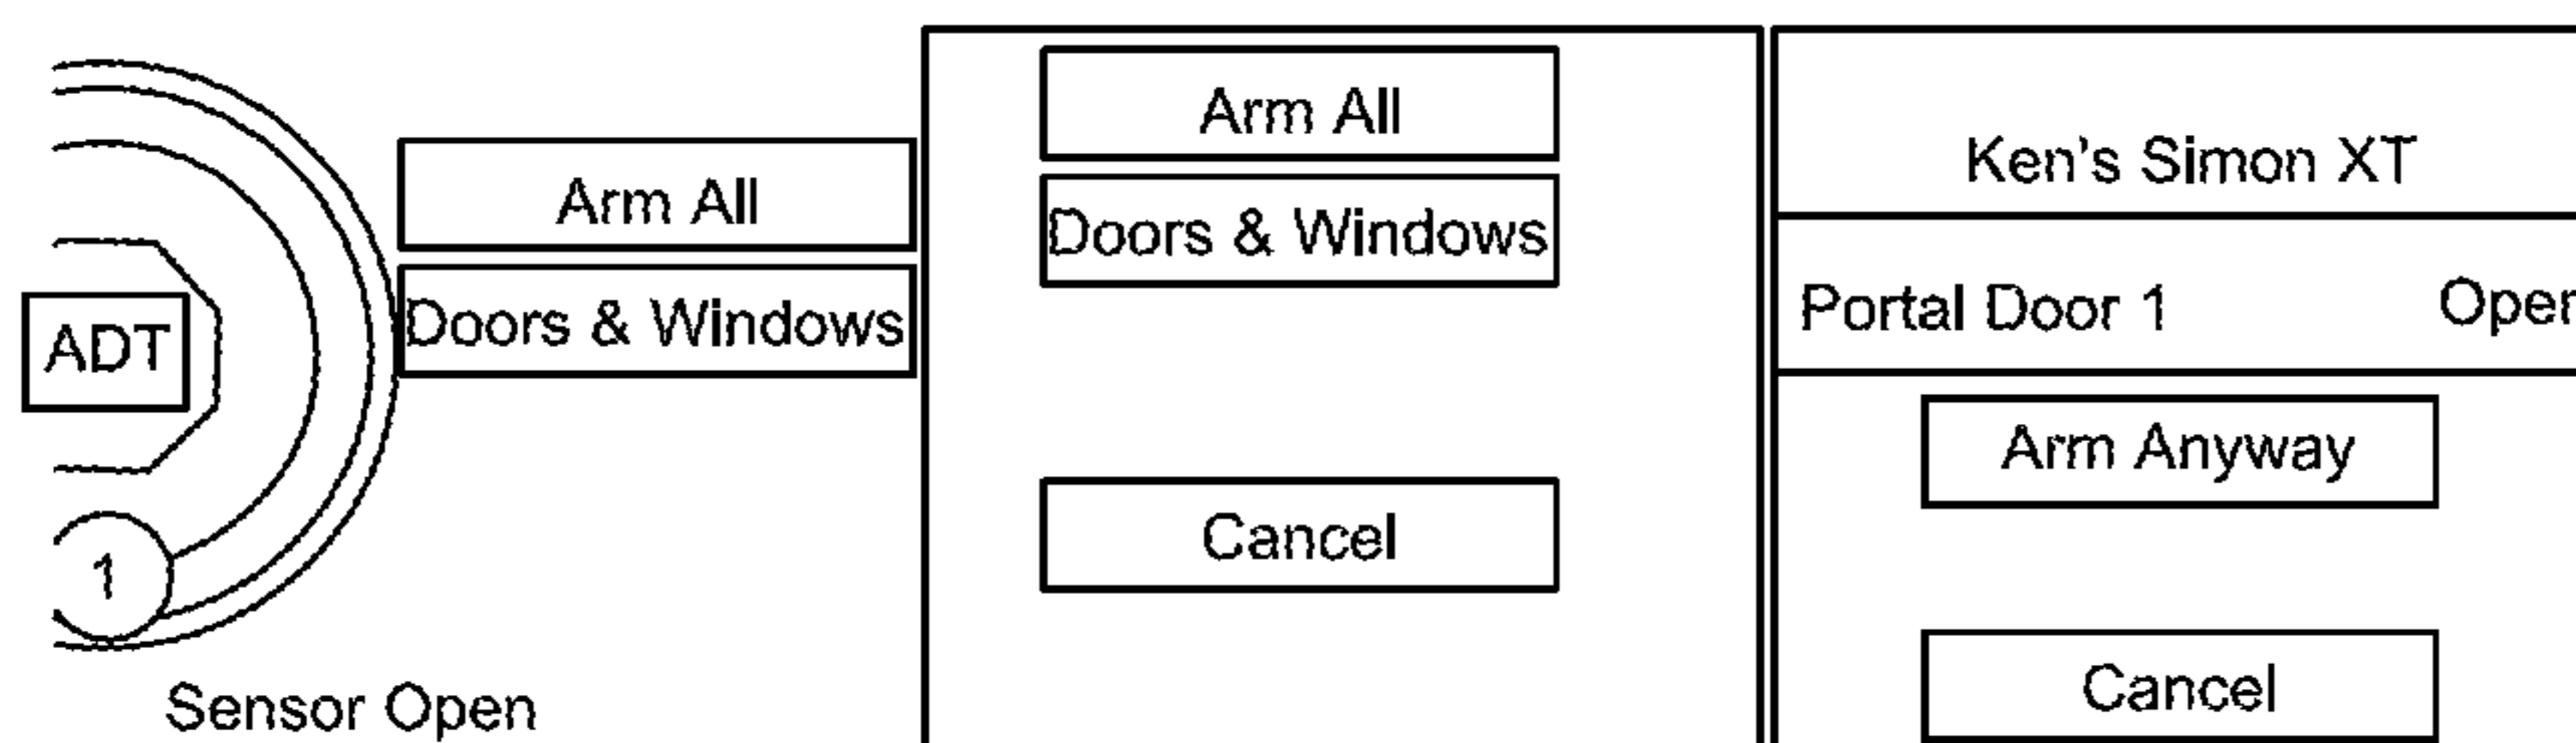 Arm All
Doors & Windows
ADT
1
Sensor Open
Arm All
Doors & Windows
Cancel
Ken's Simon XT
Portal Door 1
Arm Anyway
Cancel